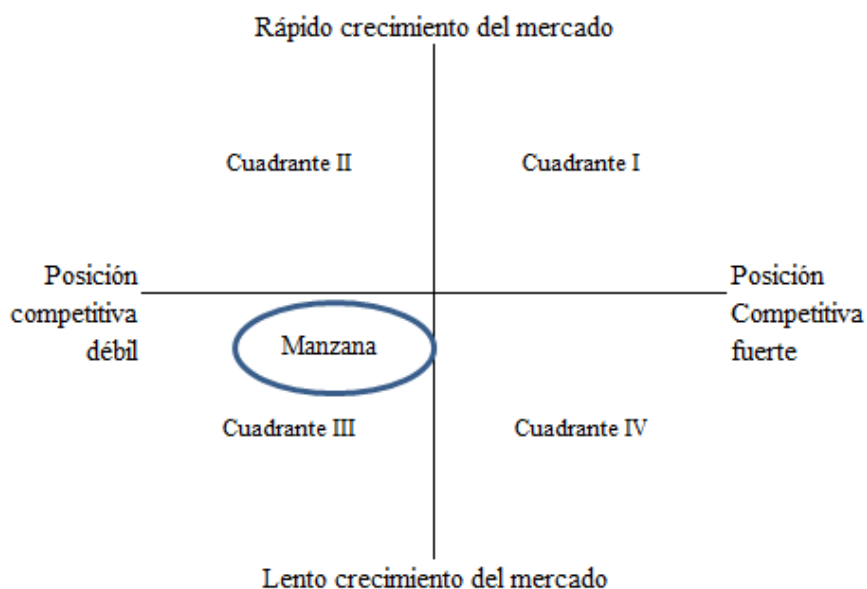 Rápido crecimiento del mercado
Cuadrante II
Cuadrante I
Posición
competitiva
débil
Posición
Competitiva
fuerte
Manzana
Cuadrante III
Cuadrante IV
Lento crecimiento del mercado